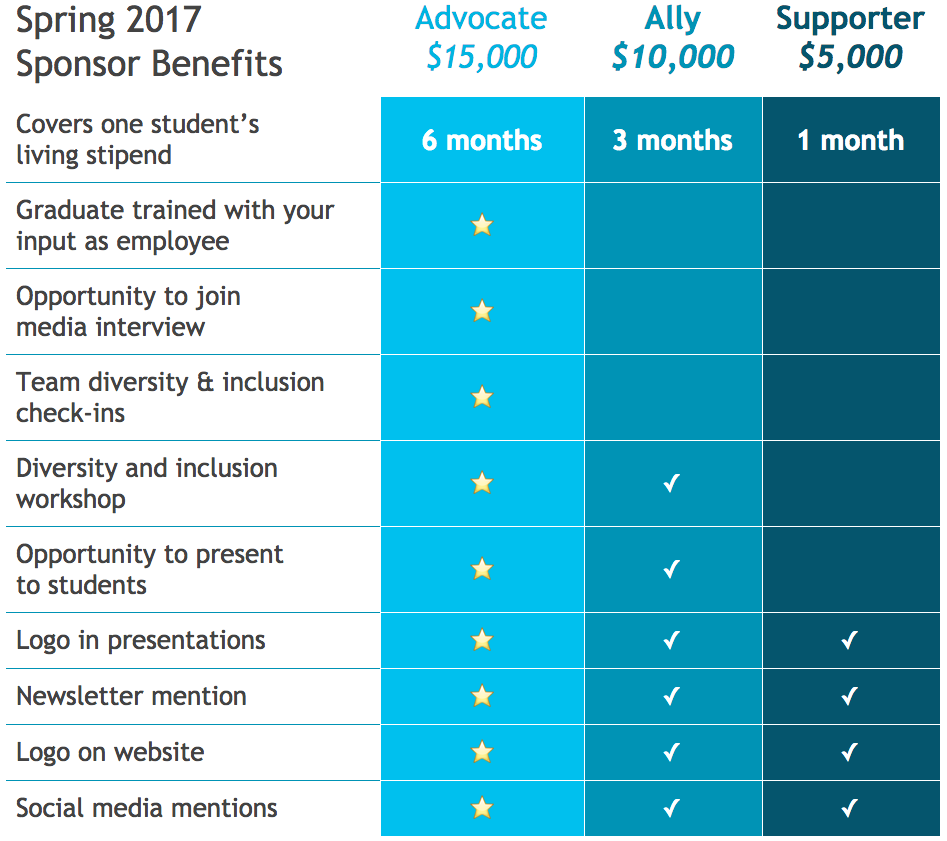 Spring 2017
Sponsor Benefits
Advocate
$15,000
Ally
$10,000
Supporter
$5,000
Covers one student’s
living stipend
6 months
3 months
1 month
Graduate trained with your
input as employee
Opportunity to join
media interview
Team diversity & inclusion
check-ins
Diversity and inclusion
workshop
✓
Opportunity to present
to students
✓
Logo in presentations
✓ ✓
Newsletter mention
✓ ✓
Logo on website
✓ ✓
Social media mentions
✓ ✓